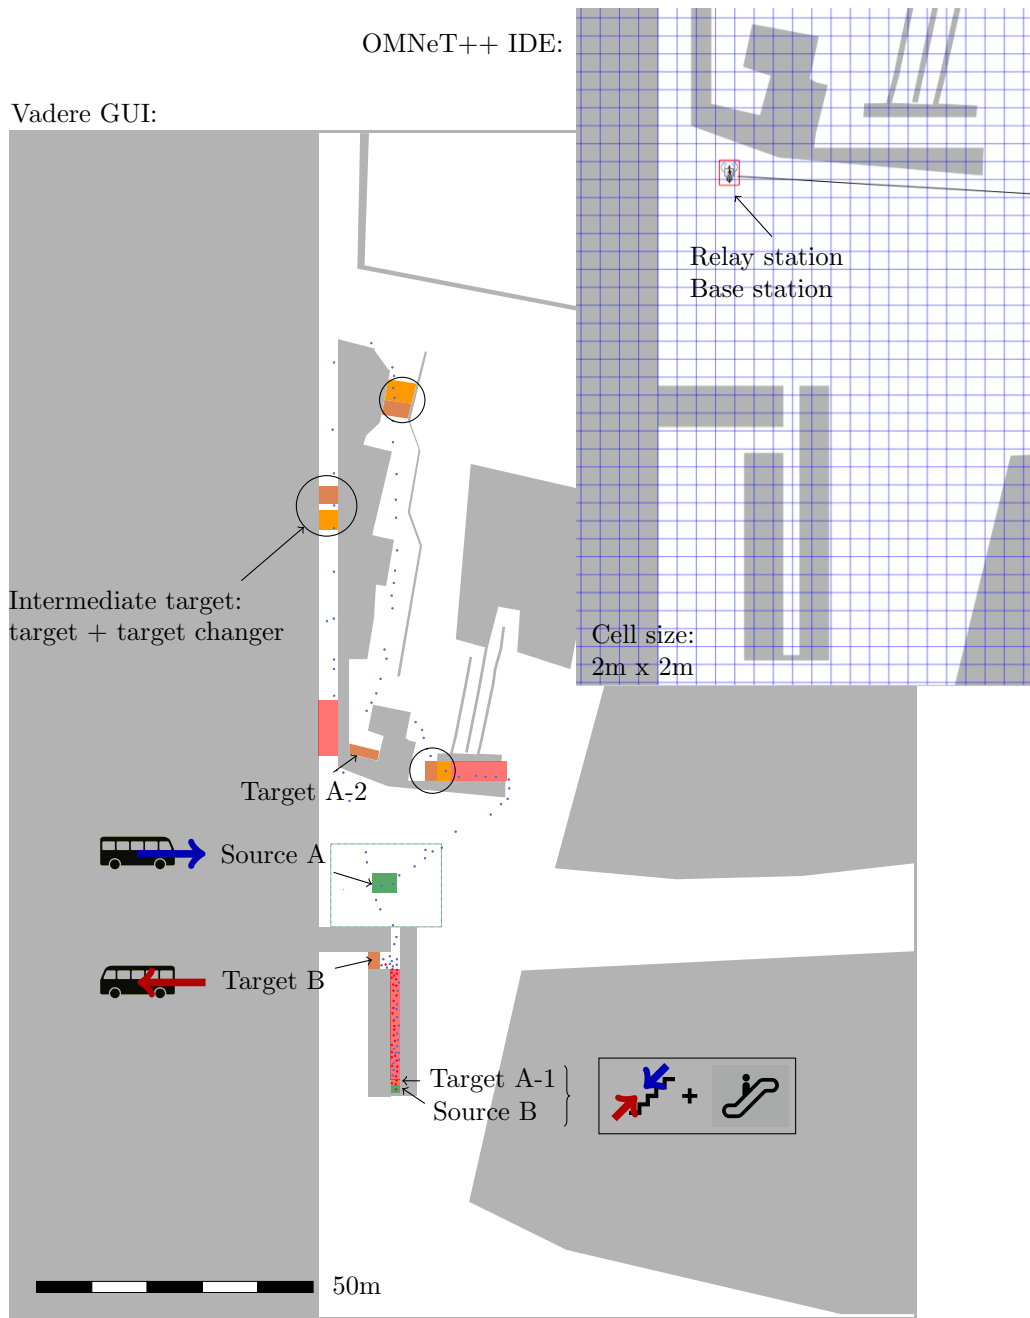 OMNeT++ IDE:
Vadere GUI:
Relay station
Base station
Intermediate target:
target + target changer
Cell size:
2m x 2m
Target A-2
Source A
Target B
Target A-1
Source B
+
50m